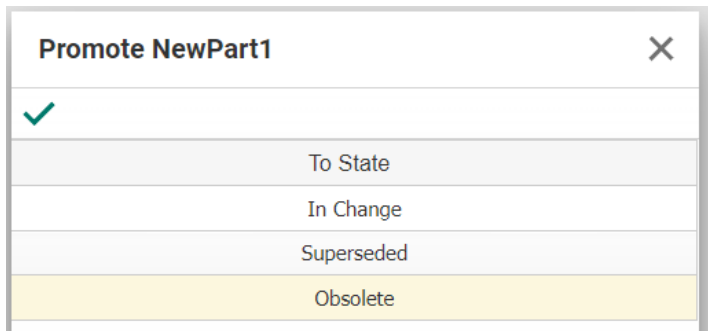 Promote NewPart1
To State
In Change
Superseded
Obsolete